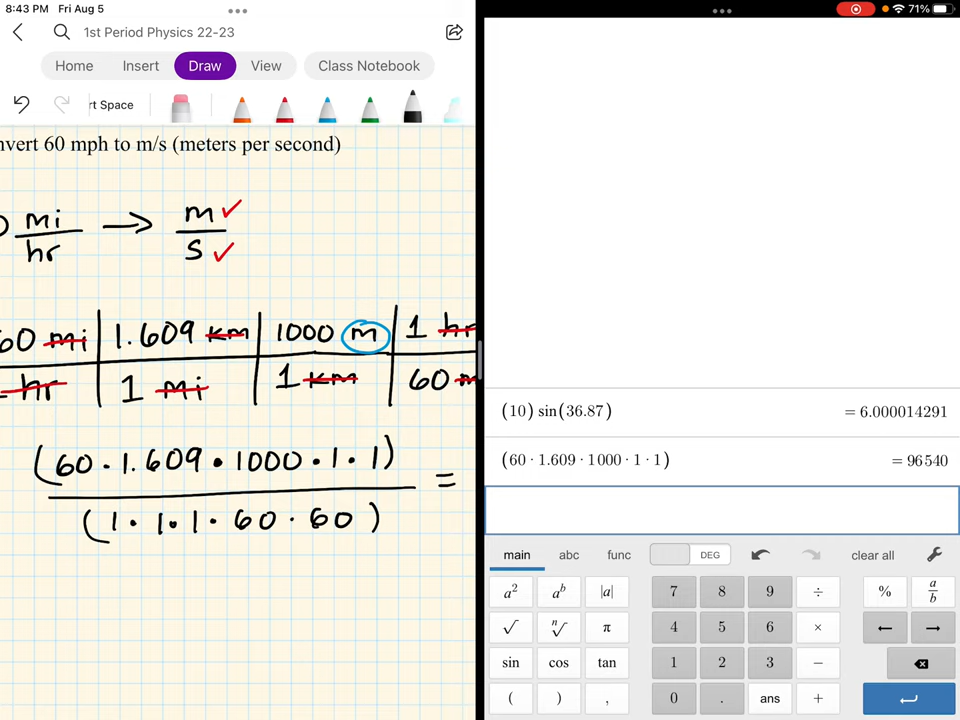 8:43 PM Fri Aug 5
71%
1st Period Physics 22-23
Home Insert Draw View Class Notebook
rt Space
nvert 60 mph to m/s (meters per second)
mi → m ✓
hr s ✓
60 mi | 1.609 km | 1000 m | 1 hr
hr | 1 mi | 1 km | 60 m
(60 · 1.609 · 1000 · 1 · 1) =
(1 · 1 · 1 · 60 · 60)
(10) sin(36.87) = 6.000014291
(60 · 1.609 · 1000 · 1 · 1) = 96540
main abc func DEG clear all
a² aᵇ |a| 7 8 9 ÷ % a/b
√ ⁿ√ π 4 5 6 × ← →
sin cos tan 1 2 3 −
( ) , 0 . ans +